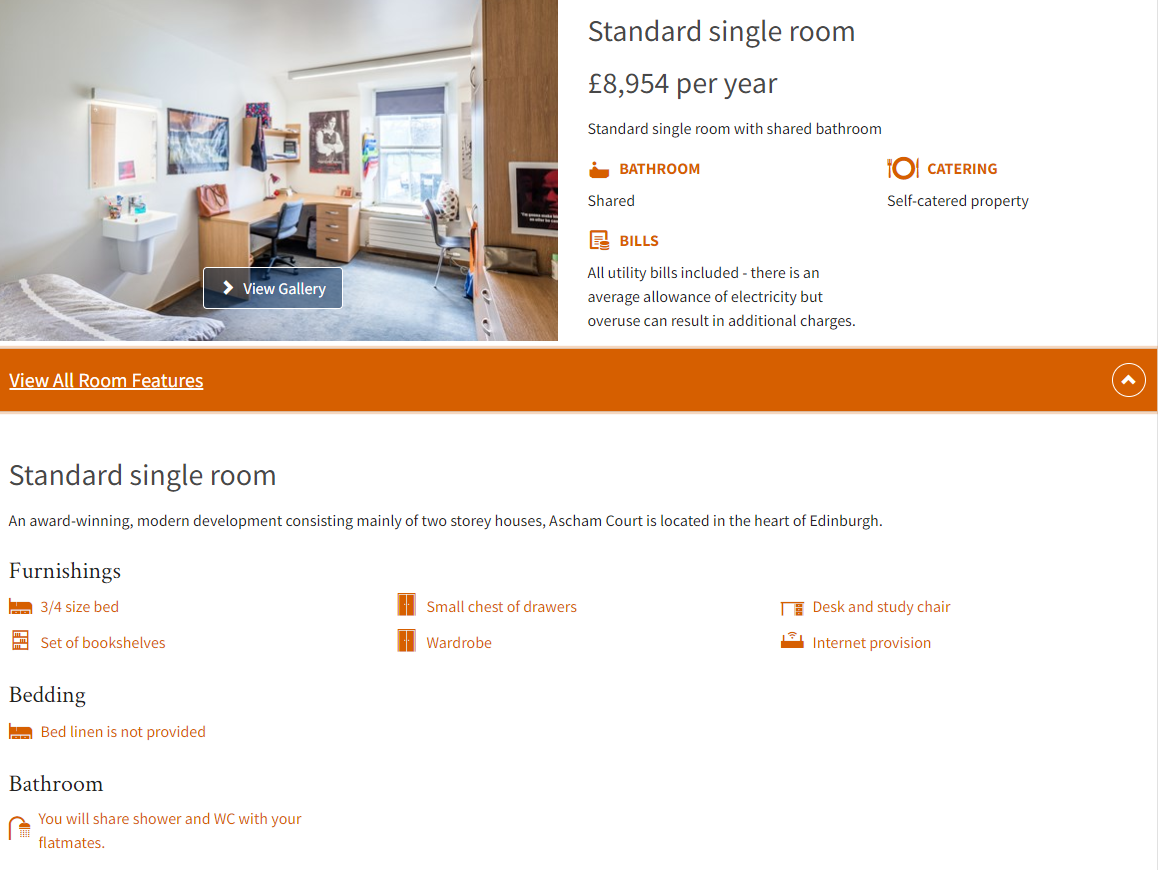 Standard single room
£8,954 per year
Standard single room with shared bathroom
BATHROOM
Shared
CATERING
Self-catered property
BILLS
All utility bills included - there is an
average allowance of electricity but
overuse can result in additional charges.
View Gallery
View All Room Features
Standard single room
An award-winning, modern development consisting mainly of two storey houses, Ascham Court is located in the heart of Edinburgh.
Furnishings
3/4 size bed
Small chest of drawers
Desk and study chair
Set of bookshelves
Wardrobe
Internet provision
Bedding
Bed linen is not provided
Bathroom
You will share shower and WC with your
flatmates.